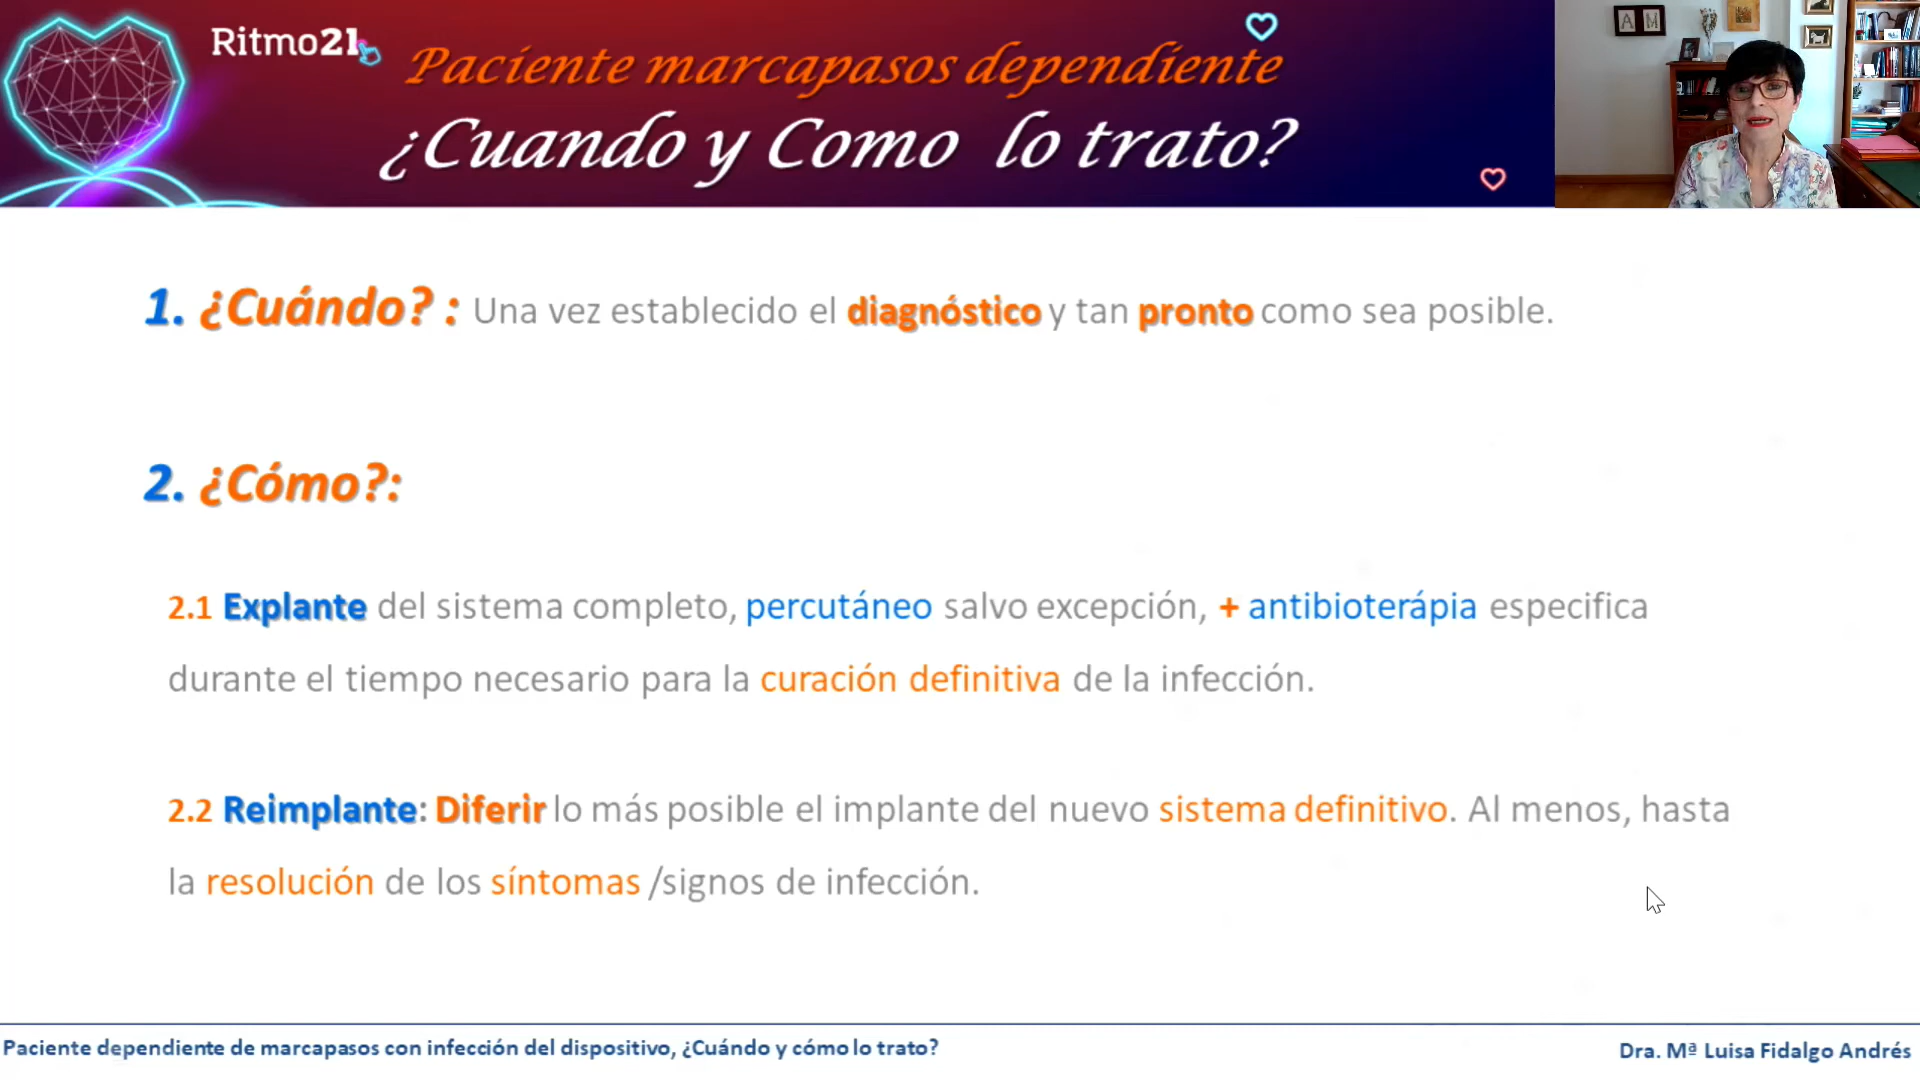 Ritmo21
Paciente marcapasos dependiente
¿Cuando y Como lo trato?
A M
1. ¿Cuándo? : Una vez establecido el diagnóstico y tan pronto como sea posible.
2. ¿Cómo?:
2.1 Explante del sistema completo, percutáneo salvo excepción, + antibioterápia especifica
durante el tiempo necesario para la curación definitiva de la infección.
2.2 Reimplante: Diferir lo más posible el implante del nuevo sistema definitivo. Al menos, hasta
la resolución de los síntomas /signos de infección.
Paciente dependiente de marcapasos con infección del dispositivo, ¿Cuándo y cómo lo trato?
Dra. Mª Luisa Fidalgo Andrés